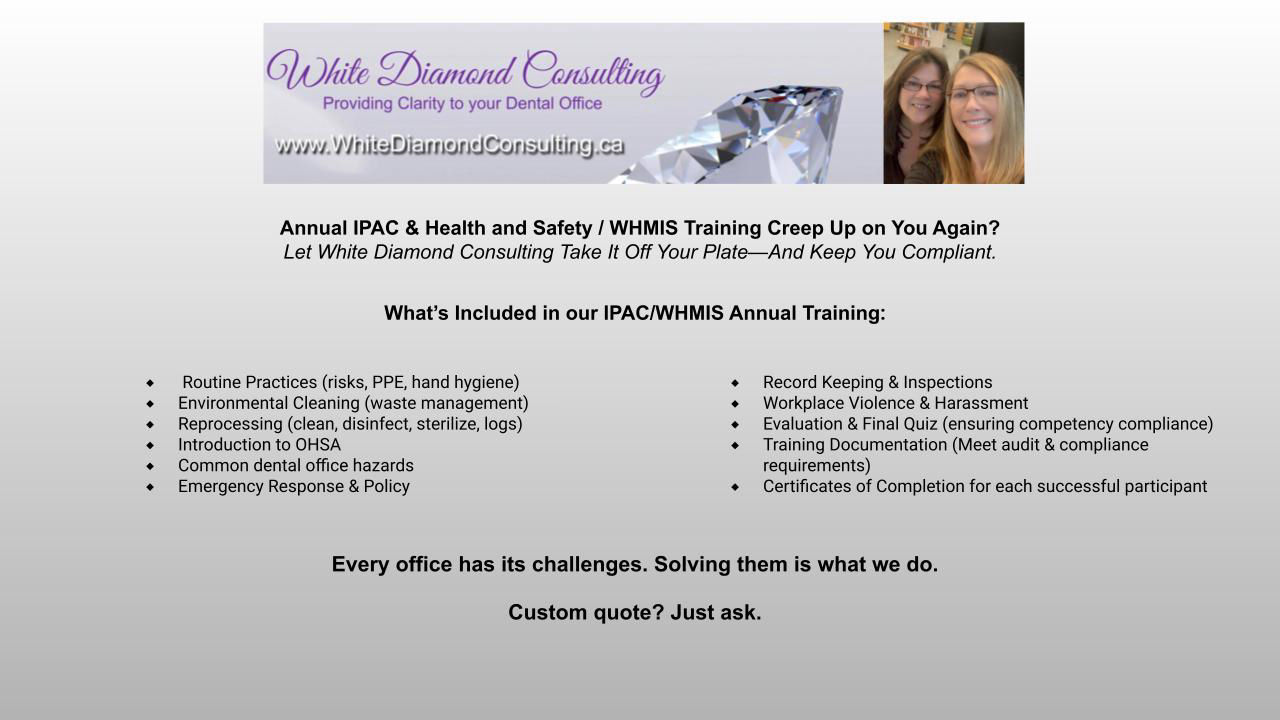 White Diamond Consulting
Providing Clarity to your Dental Office
www.WhiteDiamondConsulting.ca
Annual IPAC & Health and Safety / WHMIS Training Creep Up on You Again?
Let White Diamond Consulting Take It Off Your Plate—And Keep You Compliant.
What’s Included in our IPAC/WHMIS Annual Training:
◆ Routine Practices (risks, PPE, hand hygiene)
◆ Environmental Cleaning (waste management)
◆ Reprocessing (clean, disinfect, sterilize, logs)
◆ Introduction to OHSA
◆ Common dental office hazards
◆ Emergency Response & Policy
◆ Record Keeping & Inspections
◆ Workplace Violence & Harassment
◆ Evaluation & Final Quiz (ensuring competency compliance)
◆ Training Documentation (Meet audit & compliance
requirements)
◆ Certificates of Completion for each successful participant
Every office has its challenges. Solving them is what we do.
Custom quote? Just ask.